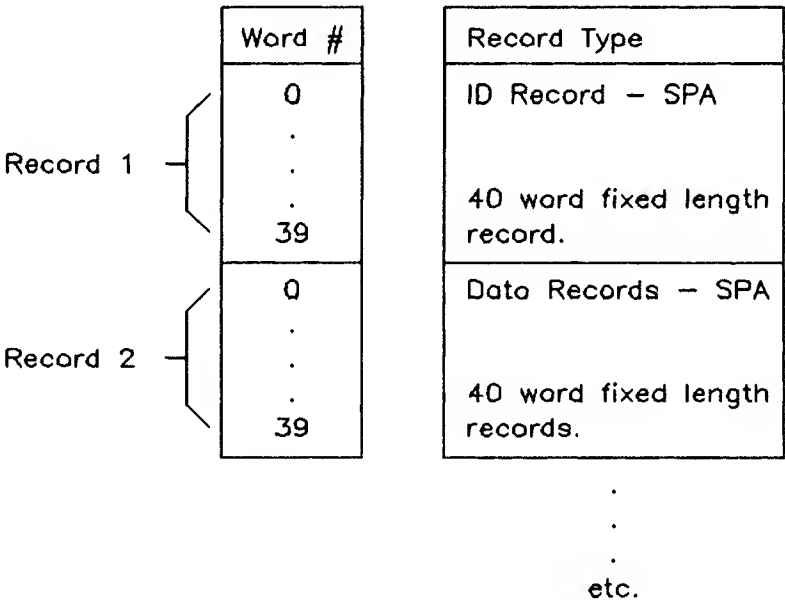 Word #
Record Type
0
ID Record – SPA
.
Record 1
.
.
40 word fixed length
39
record.
0
Data Records – SPA
.
Record 2
.
.
40 word fixed length
39
records.
.
.
.
etc.